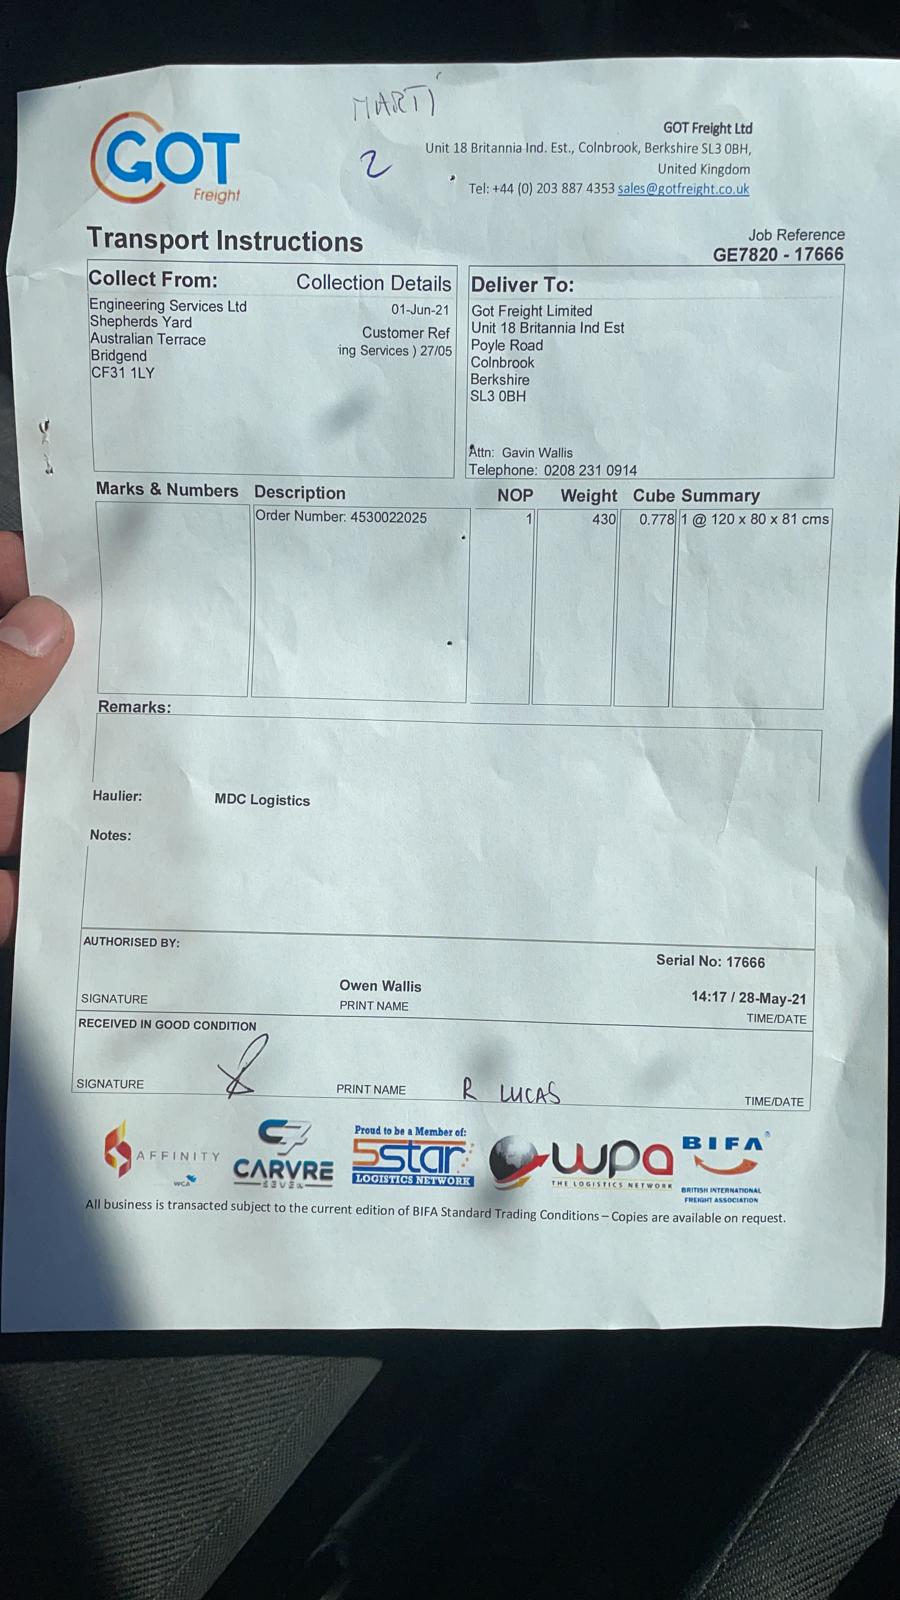 MARTI
2
GOT
Freight
GOT Freight Ltd
Unit 18 Britannia Ind. Est., Colnbrook, Berkshire SL3 0BH,
United Kingdom
Tel: +44 (0) 203 887 4353 sales@gotfreight.co.uk
Transport Instructions
Job Reference
GE7820 - 17666
Collect From: Collection Details
Engineering Services Ltd
Shepherds Yard
Australian Terrace
Bridgend
CF31 1LY
01-Jun-21
Customer Ref
ing Services ) 27/05
Deliver To:
Got Freight Limited
Unit 18 Britannia Ind Est
Poyle Road
Colnbrook
Berkshire
SL3 0BH
Attn: Gavin Wallis
Telephone: 0208 231 0914
Marks & Numbers Description NOP Weight Cube Summary
Order Number: 4530022025 1 430 0.778 1 @ 120 x 80 x 81 cms
Remarks:
Haulier: MDC Logistics
Notes:
AUTHORISED BY:
Serial No: 17666
Owen Wallis
14:17 / 28-May-21
SIGNATURE PRINT NAME TIME/DATE
RECEIVED IN GOOD CONDITION
SIGNATURE PRINT NAME R LUCAS TIME/DATE
AFFINITY
WCA
CARVRE
SEVEN
Proud to be a Member of:
5star
LOGISTICS NETWORK
wpa
THE LOGISTICS NETWORK
BIFA
BRITISH INTERNATIONAL
FREIGHT ASSOCIATION
All business is transacted subject to the current edition of BIFA Standard Trading Conditions – Copies are available on request.